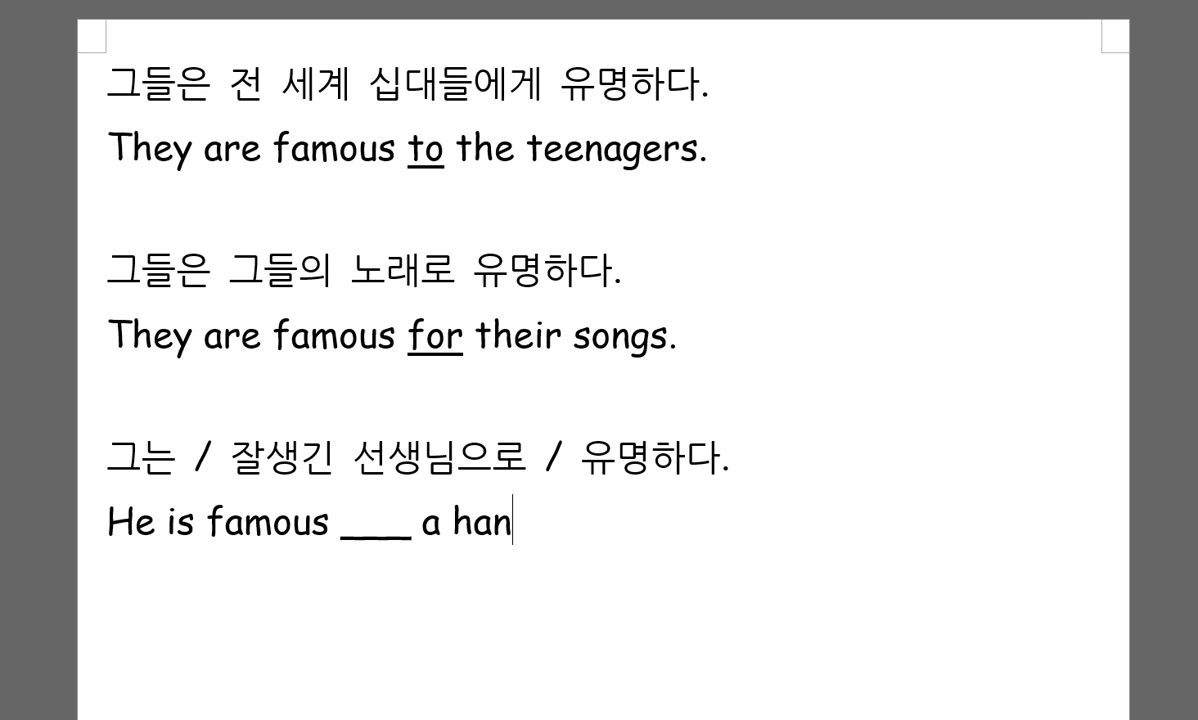 그들은 전 세계 십대들에게 유명하다.
They are famous to the teenagers.
그들은 그들의 노래로 유명하다.
They are famous for their songs.
그는 / 잘생긴 선생님으로 / 유명하다.
He is famous ___ a han